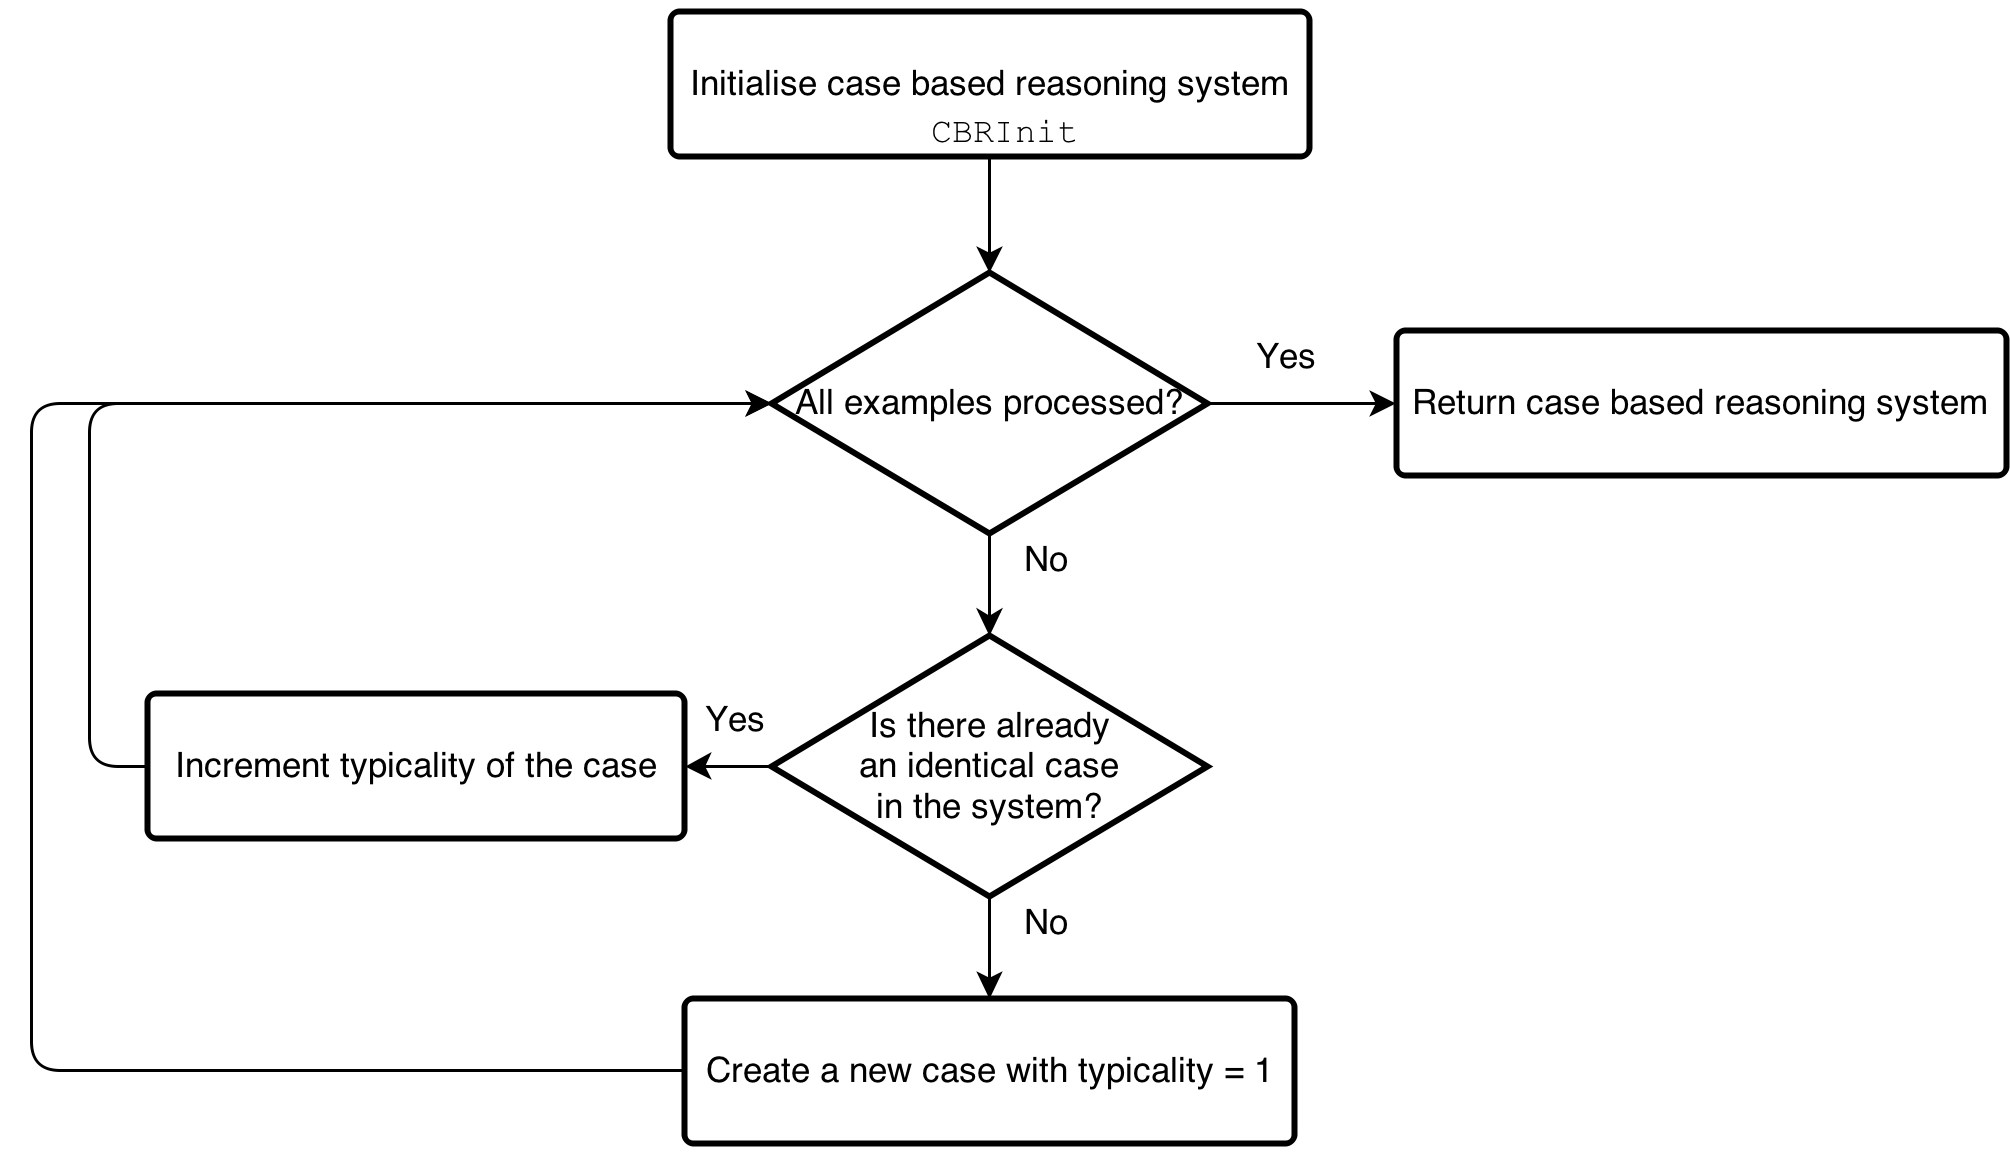 Initialise case based reasoning system
CBRInit
All examples processed?
Yes
Return case based reasoning system
No
Is there already
an identical case
in the system?
Yes
Increment typicality of the case
No
Create a new case with typicality = 1